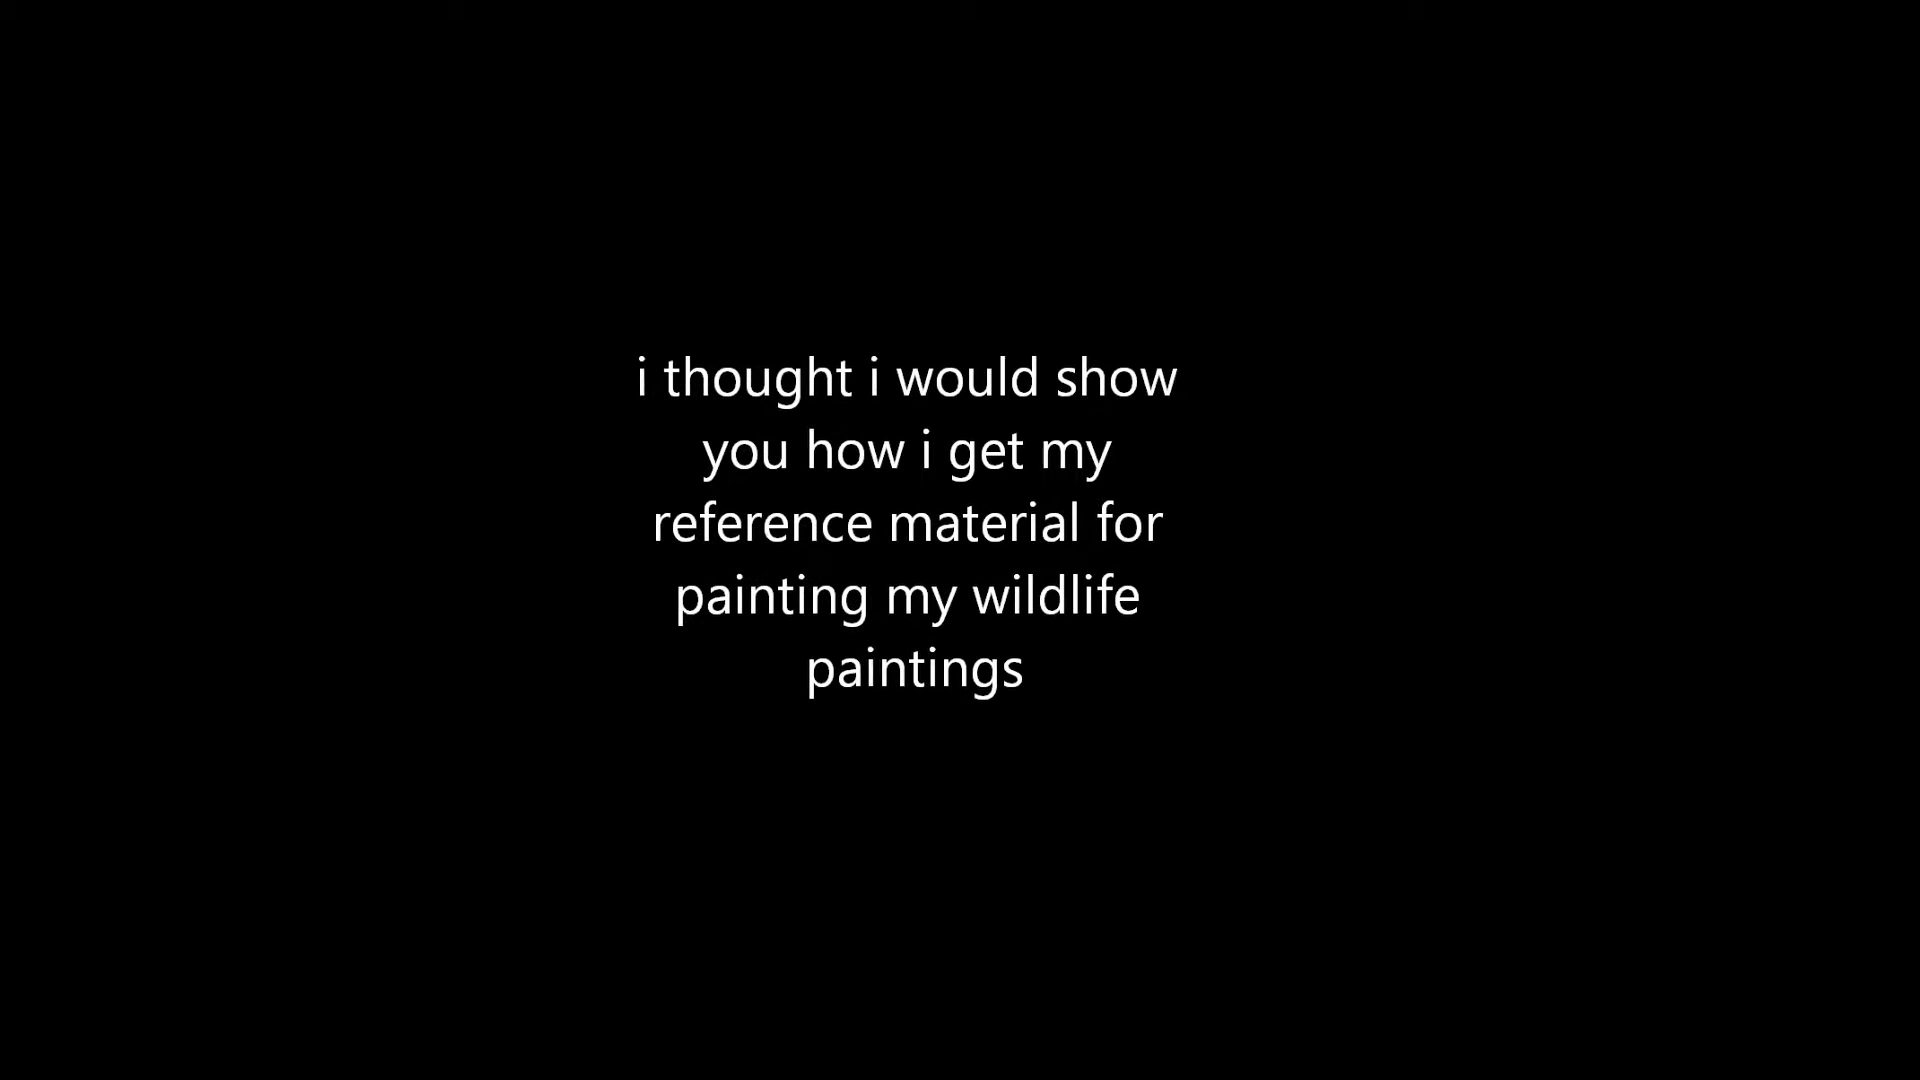 i thought i would show
you how i get my
reference material for
painting my wildlife
paintings